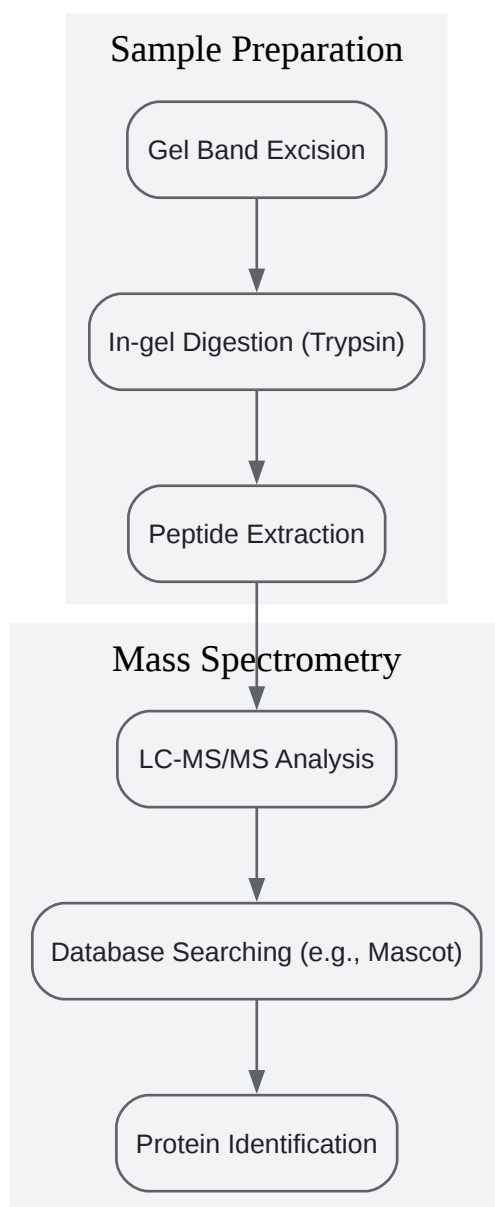 Sample Preparation
Gel Band Excision
In-gel Digestion (Trypsin)
Peptide Extraction
Mass Spectrometry
LC-MS/MS Analysis
Database Searching (e.g., Mascot)
Protein Identification